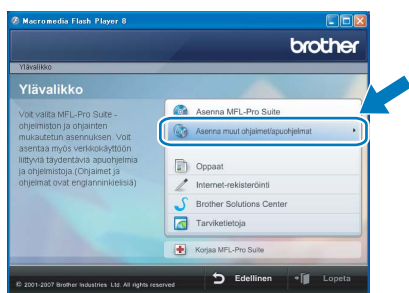 Macromedia Flash Player 8
brother
Ylävalikko
Ylävalikko
Voit valita MFL-Pro Suite -
ohjelmiston ja ohjainten
mukautetun asennuksen. Voit
asentaa myös verkkokäyttöön
liittyviä täydentäviä apuohjelmia
ja ohjelmistoja.(Ohjaimet ja
ohjelmat ovat englanninkielisiä)
Asenna MFL-Pro Suite
Asenna muut ohjaimet/apuohjelmat
Oppaat
Internet-rekisteröinti
Brother Solutions Center
Tarviketietoja
Korjaa MFL-Pro Suite
© 2001-2007 Brother Industries Ltd. All rights reserved
Edellinen
Lopeta